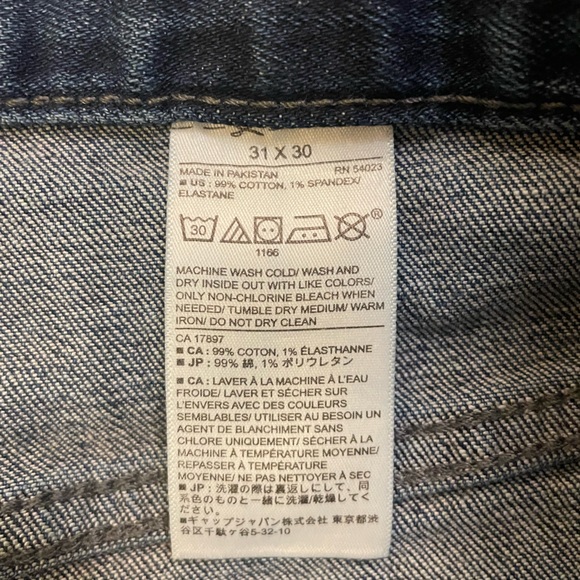 31 X 30
MADE IN PAKISTAN RN 54023
■ US : 99% COTTON, 1% SPANDEX/
ELASTANE
30 ®
1166
MACHINE WASH COLD/ WASH AND
DRY INSIDE OUT WITH LIKE COLORS/
ONLY NON-CHLORINE BLEACH WHEN
NEEDED/ TUMBLE DRY MEDIUM/ WARM
IRON/ DO NOT DRY CLEAN
CA 17897
■ CA : 99% COTON, 1% ÉLASTHANNE
■ JP : 99% 綿, 1% ポリウレタン
■ CA : LAVER À LA MACHINE À L'EAU
FROIDE/ LAVER ET SÉCHER SUR
L'ENVERS AVEC DES COULEURS
SEMBLABLES/ UTILISER AU BESOIN UN
AGENT DE BLANCHIMENT SANS
CHLORE UNIQUEMENT/ SÉCHER À LA
MACHINE À TEMPÉRATURE MOYENNE/
REPASSER À TEMPÉRATURE
MOYENNE/ NE PAS NETTOYER À SEC
■ JP : 洗濯の際は裏返しにして、同
系色のものと一緒に洗濯/乾燥してく
ださい。
■ ギャップジャパン株式会社 東京都渋
谷区千駄ヶ谷5-32-10